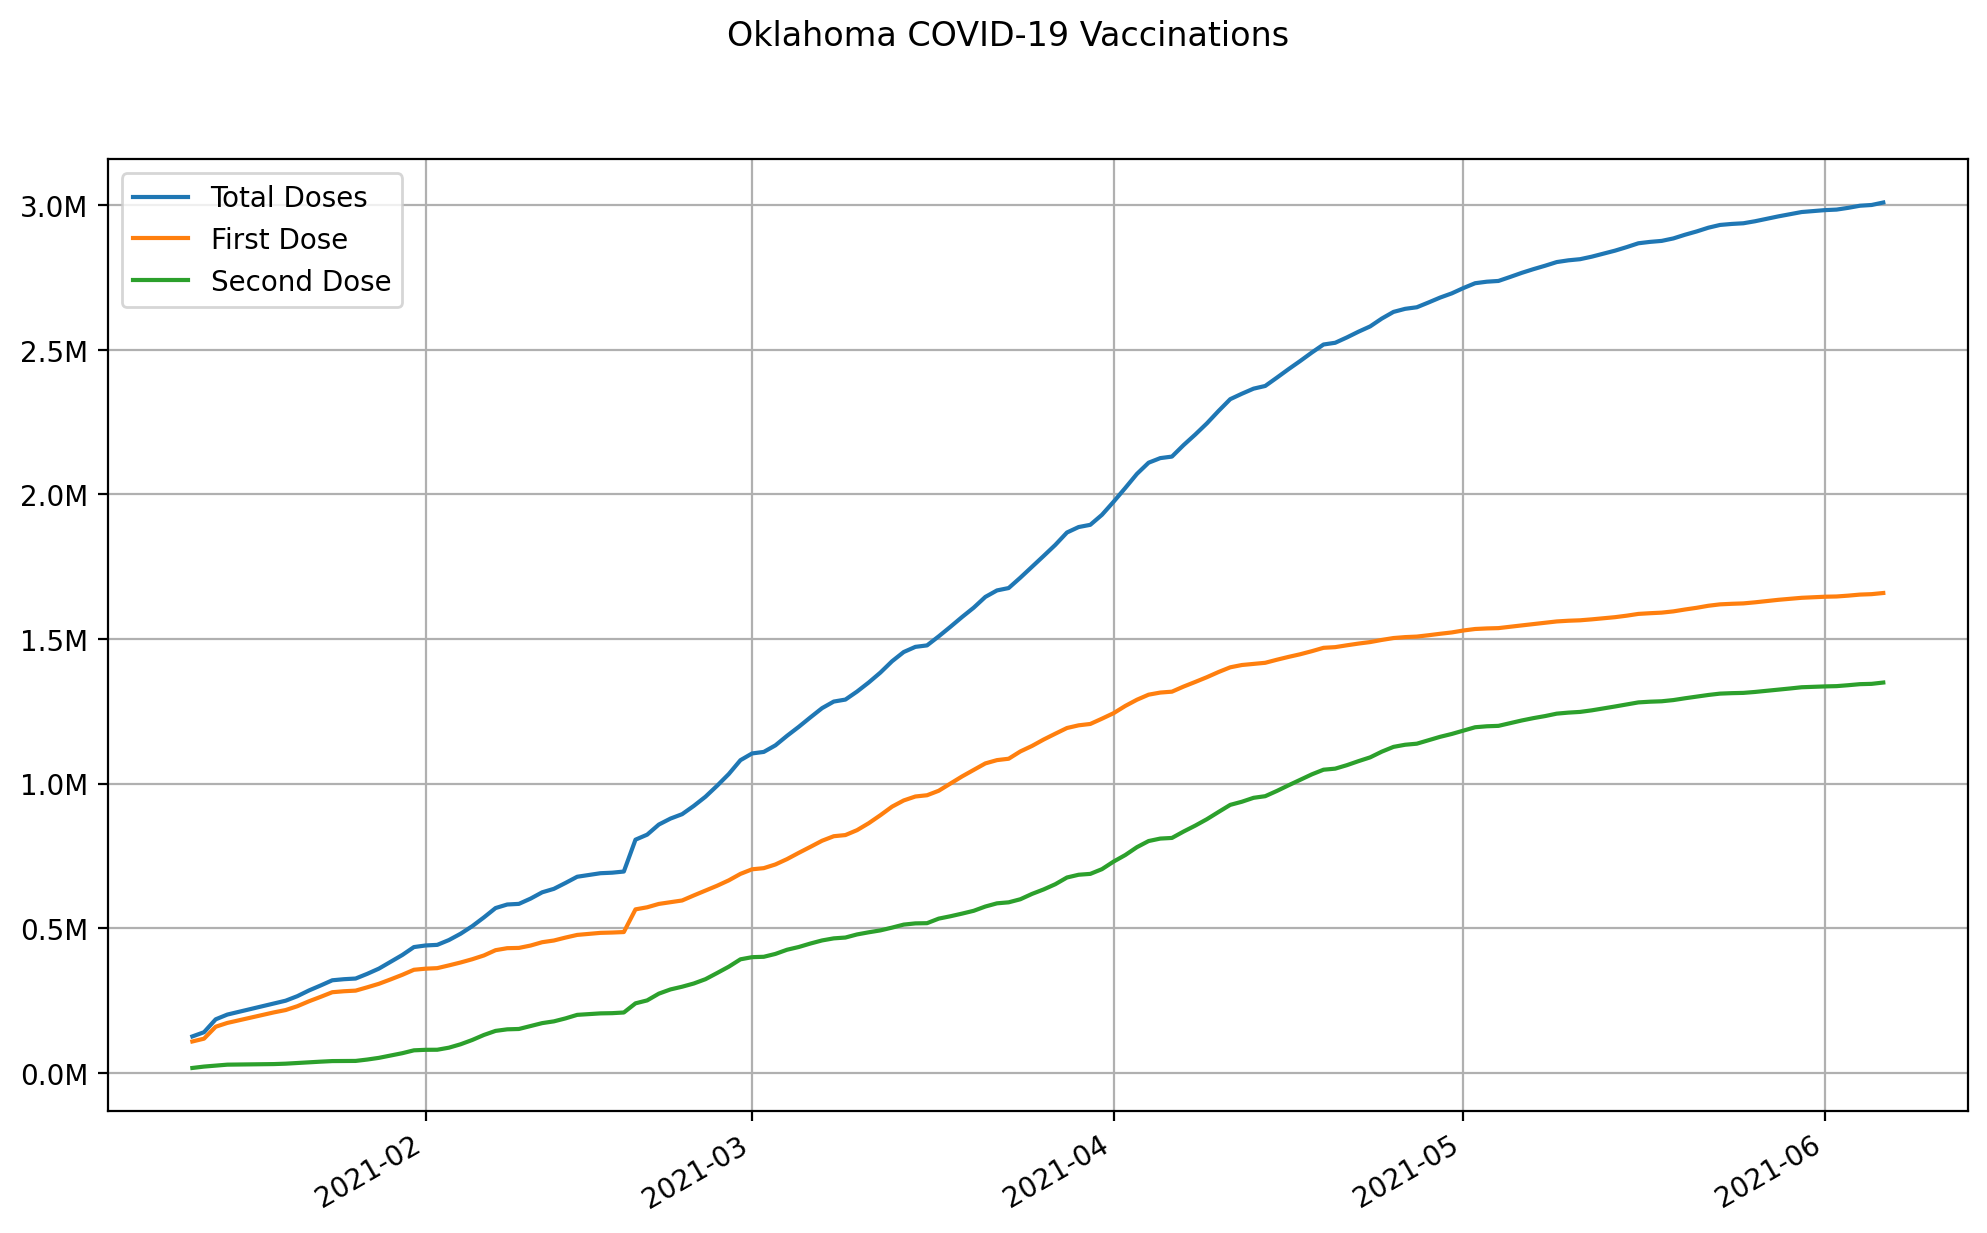 Oklahoma COVID-19 Vaccinations
Total Doses
First Dose
Second Dose
3.0M
2.5M
2.0M
1.5M
1.0M
0.5M
0.0M
2021-02
2021-03
2021-04
2021-05
2021-06